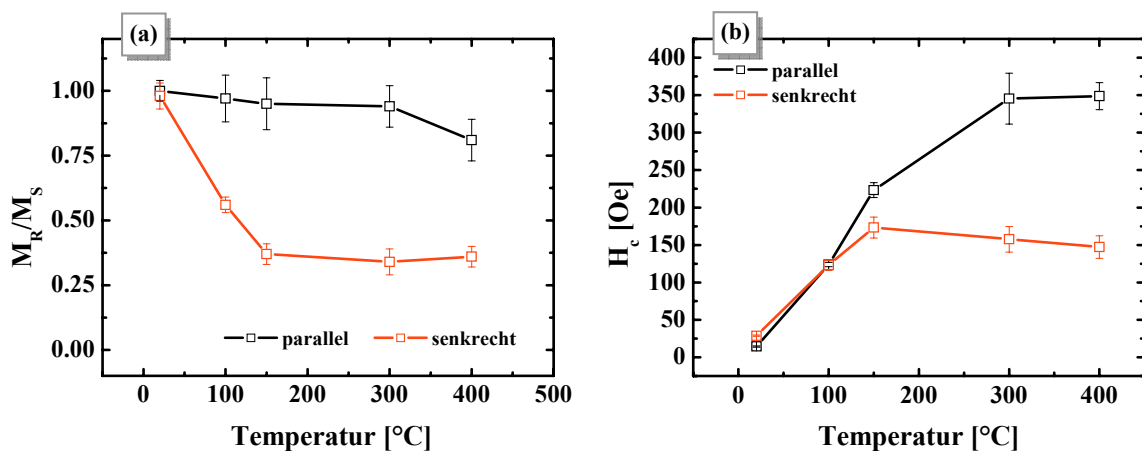 (a)
1.00
0.75
0.50
0.25
0.00
M_R/M_S
parallel
senkrecht
0 100 200 300 400 500
Temperatur [°C]
(b)
400
350
300
250
200
150
100
50
0
H_c [Oe]
parallel
senkrecht
0 100 200 300 400
Temperatur [°C]